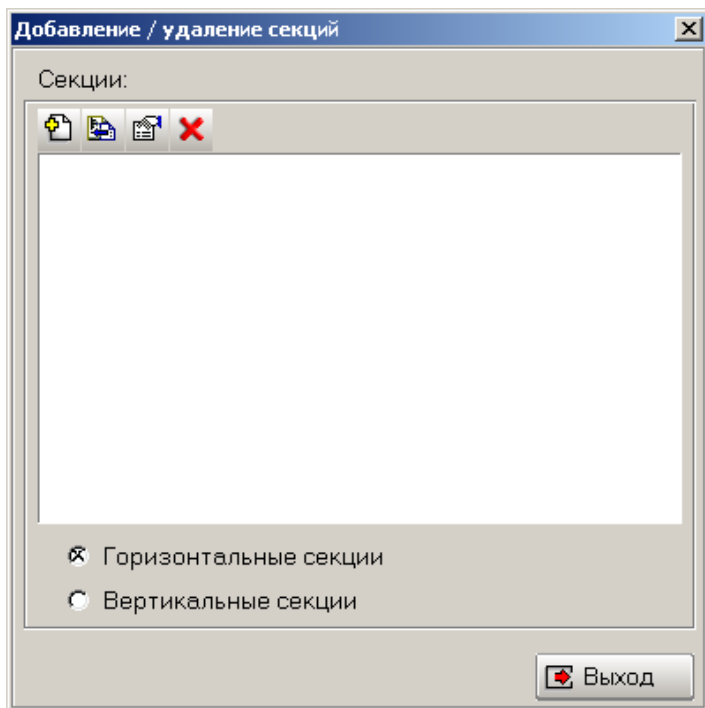 Добавление / удаление секций
Секции:
Горизонтальные секции
Вертикальные секции
Выход